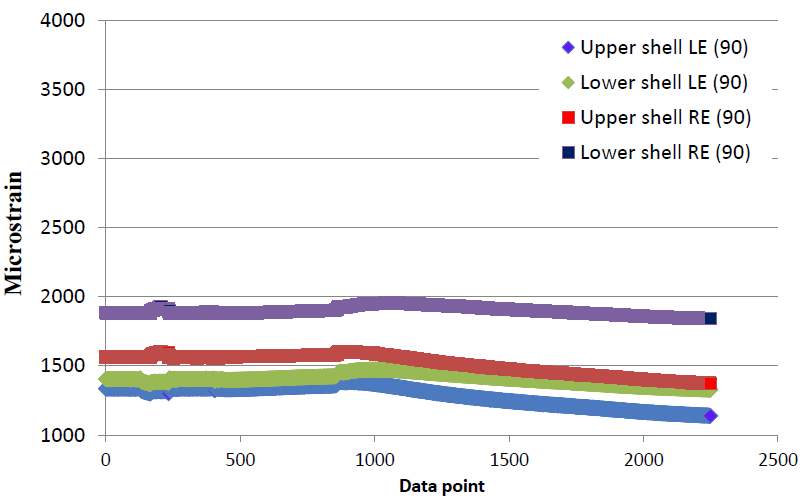 4000
3500
3000
2500
2000
1500
1000
Microstrain
Upper shell LE (90)
Lower shell LE (90)
Upper shell RE (90)
Lower shell RE (90)
0
500
1000
1500
2000
2500
Data point